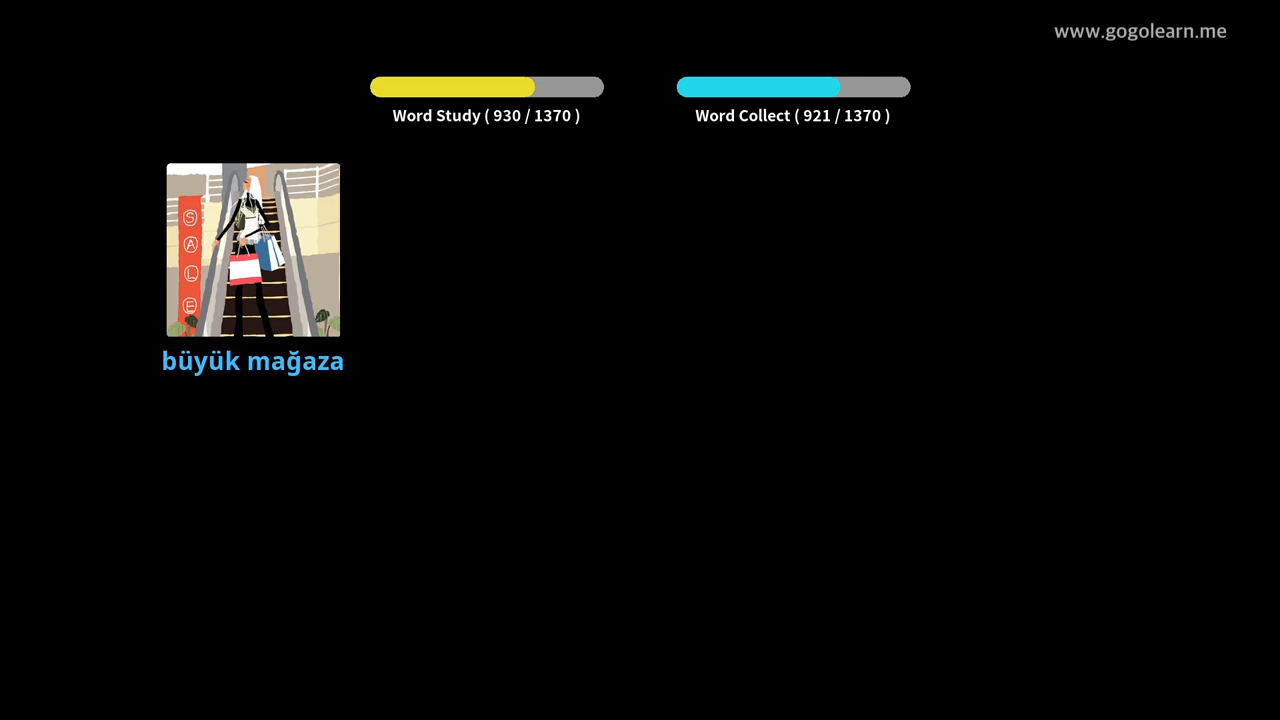 www.gogolearn.me
Word Study ( 930 / 1370 )
Word Collect ( 921 / 1370 )
S
A
L
E
büyük mağaza